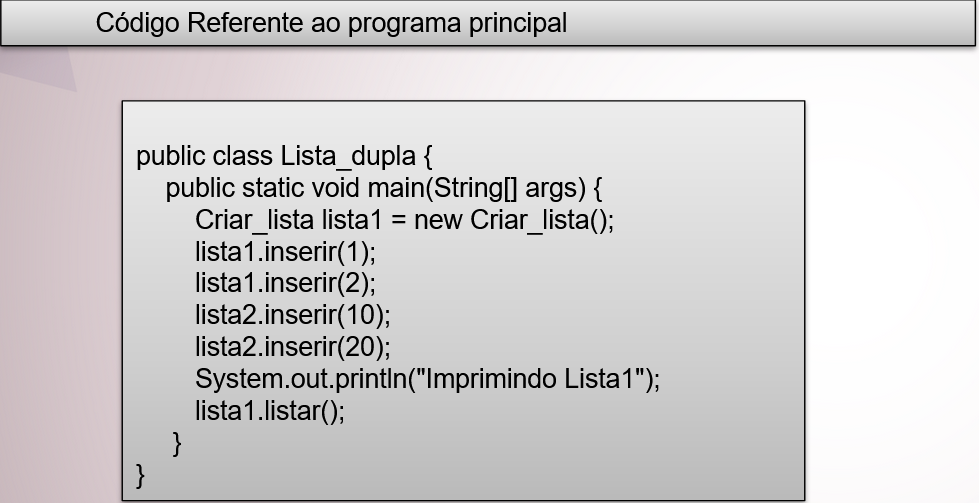 Código Referente ao programa principal
public class Lista_dupla {
public static void main(String[] args) {
Criar_lista lista1 = new Criar_lista();
lista1.inserir(1);
lista1.inserir(2);
lista2.inserir(10);
lista2.inserir(20);
System.out.println("Imprimindo Lista1");
lista1.listar();
}
}